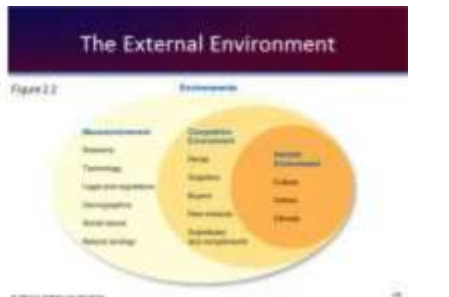 The External Environment
Figure 2.2
Environments
Macroenvironment
Economy
Technology
Legal and regulatory
Demographics
Social issues
Natural ecology
Competitive
Environment
Rivals
Suppliers
Buyers
New entrants
Substitutes
and complements
Internal
Environment
Culture
Climate